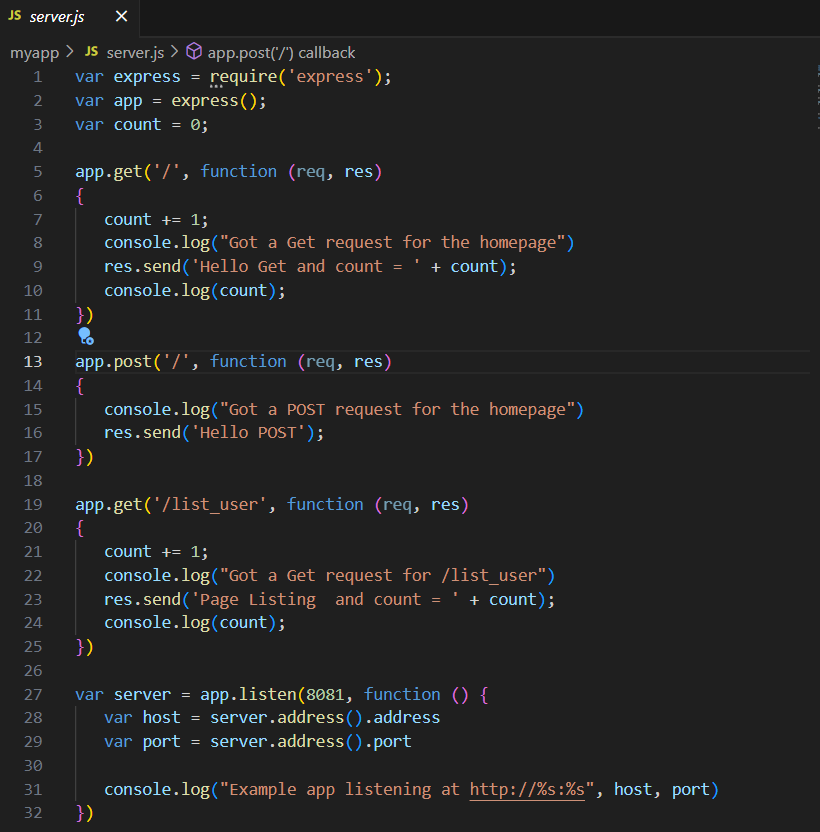 JS server.js ×
myapp > JS server.js > app.post('/') callback
1 var express = require('express');
2 var app = express();
3 var count = 0;
4
5 app.get('/', function (req, res)
6 {
7    count += 1;
8    console.log("Got a Get request for the homepage")
9    res.send('Hello Get and count = ' + count);
10    console.log(count);
11 })
12
13 app.post('/', function (req, res)
14 {
15    console.log("Got a POST request for the homepage")
16    res.send('Hello POST');
17 })
18
19 app.get('/list_user', function (req, res)
20 {
21    count += 1;
22    console.log("Got a Get request for /list_user")
23    res.send('Page Listing  and count = ' + count);
24    console.log(count);
25 })
26
27 var server = app.listen(8081, function () {
28    var host = server.address().address
29    var port = server.address().port
30
31    console.log("Example app listening at http://%s:%s", host, port)
32 })